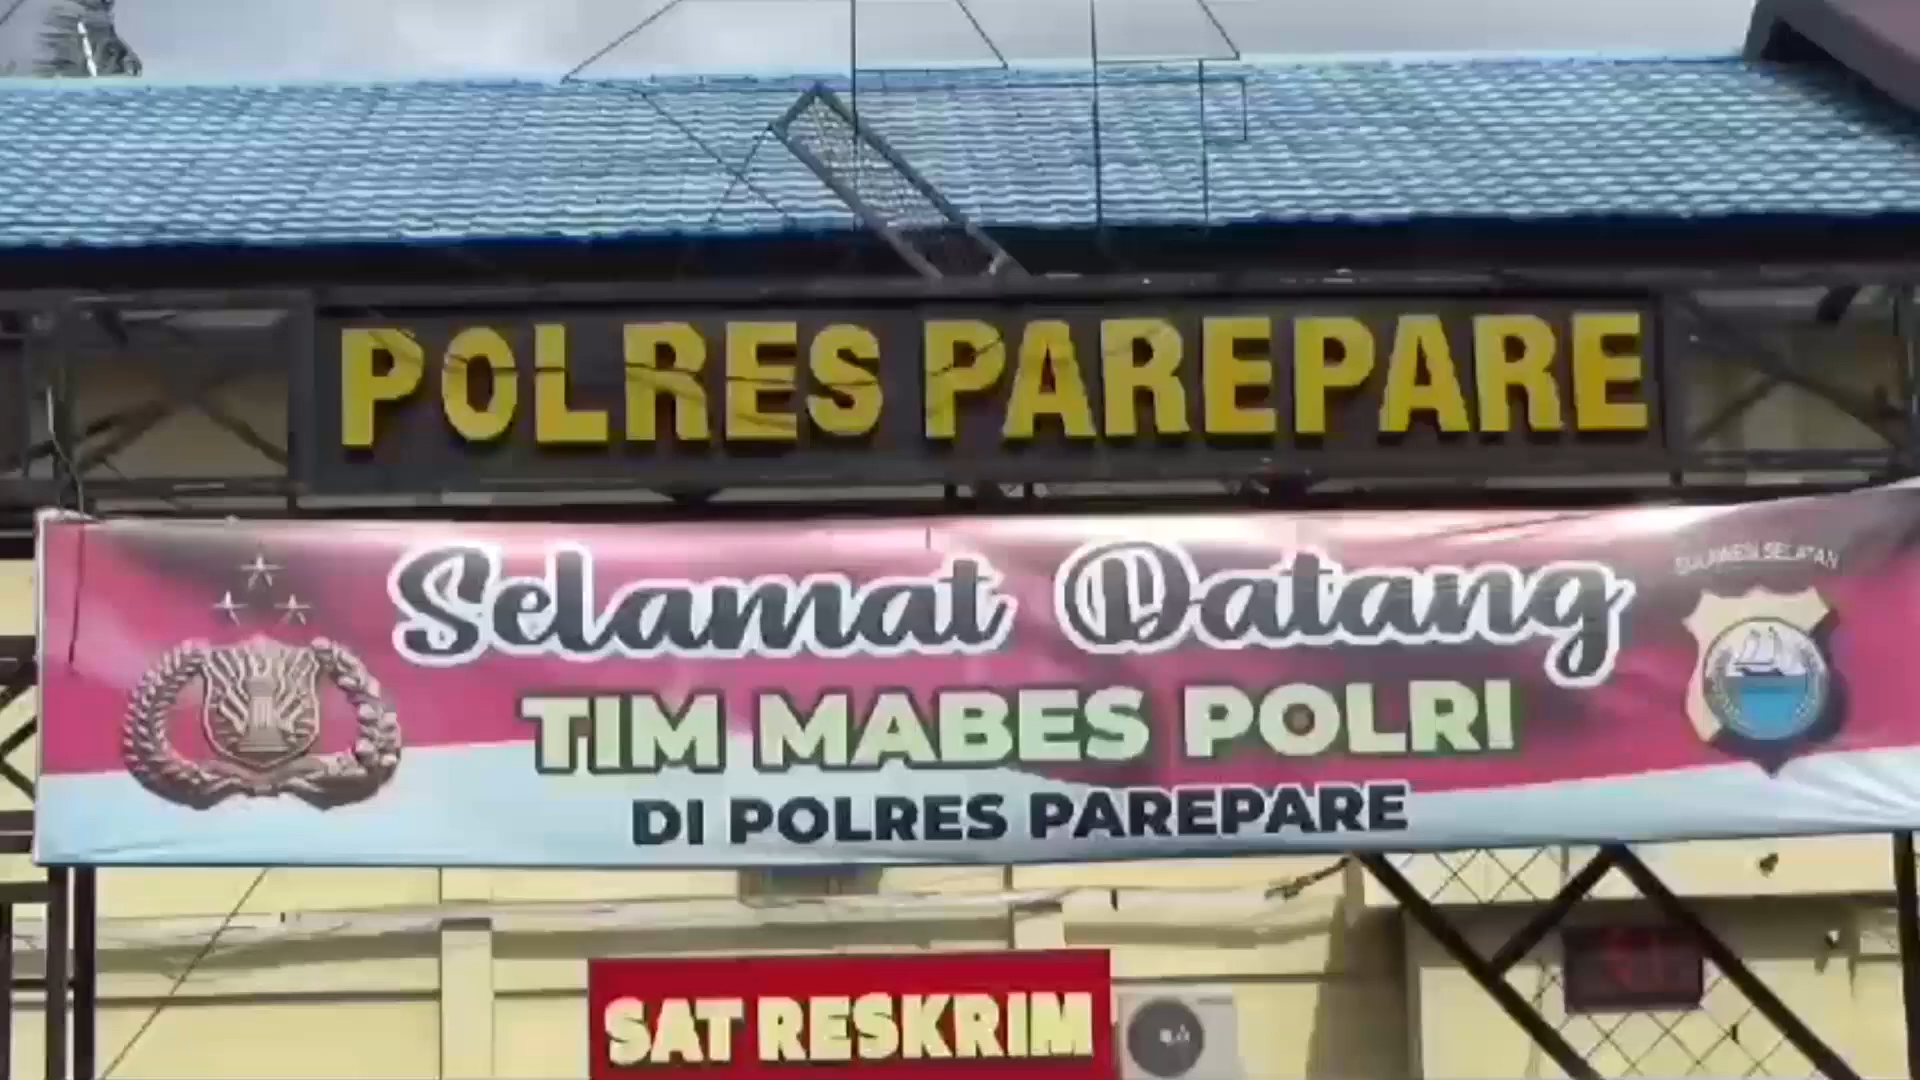 POLRES PAREPARE
Selamat Datang
SULAWESI SELATAN
TIM MABES POLRI
DI POLRES PAREPARE
SAT RESKRIM